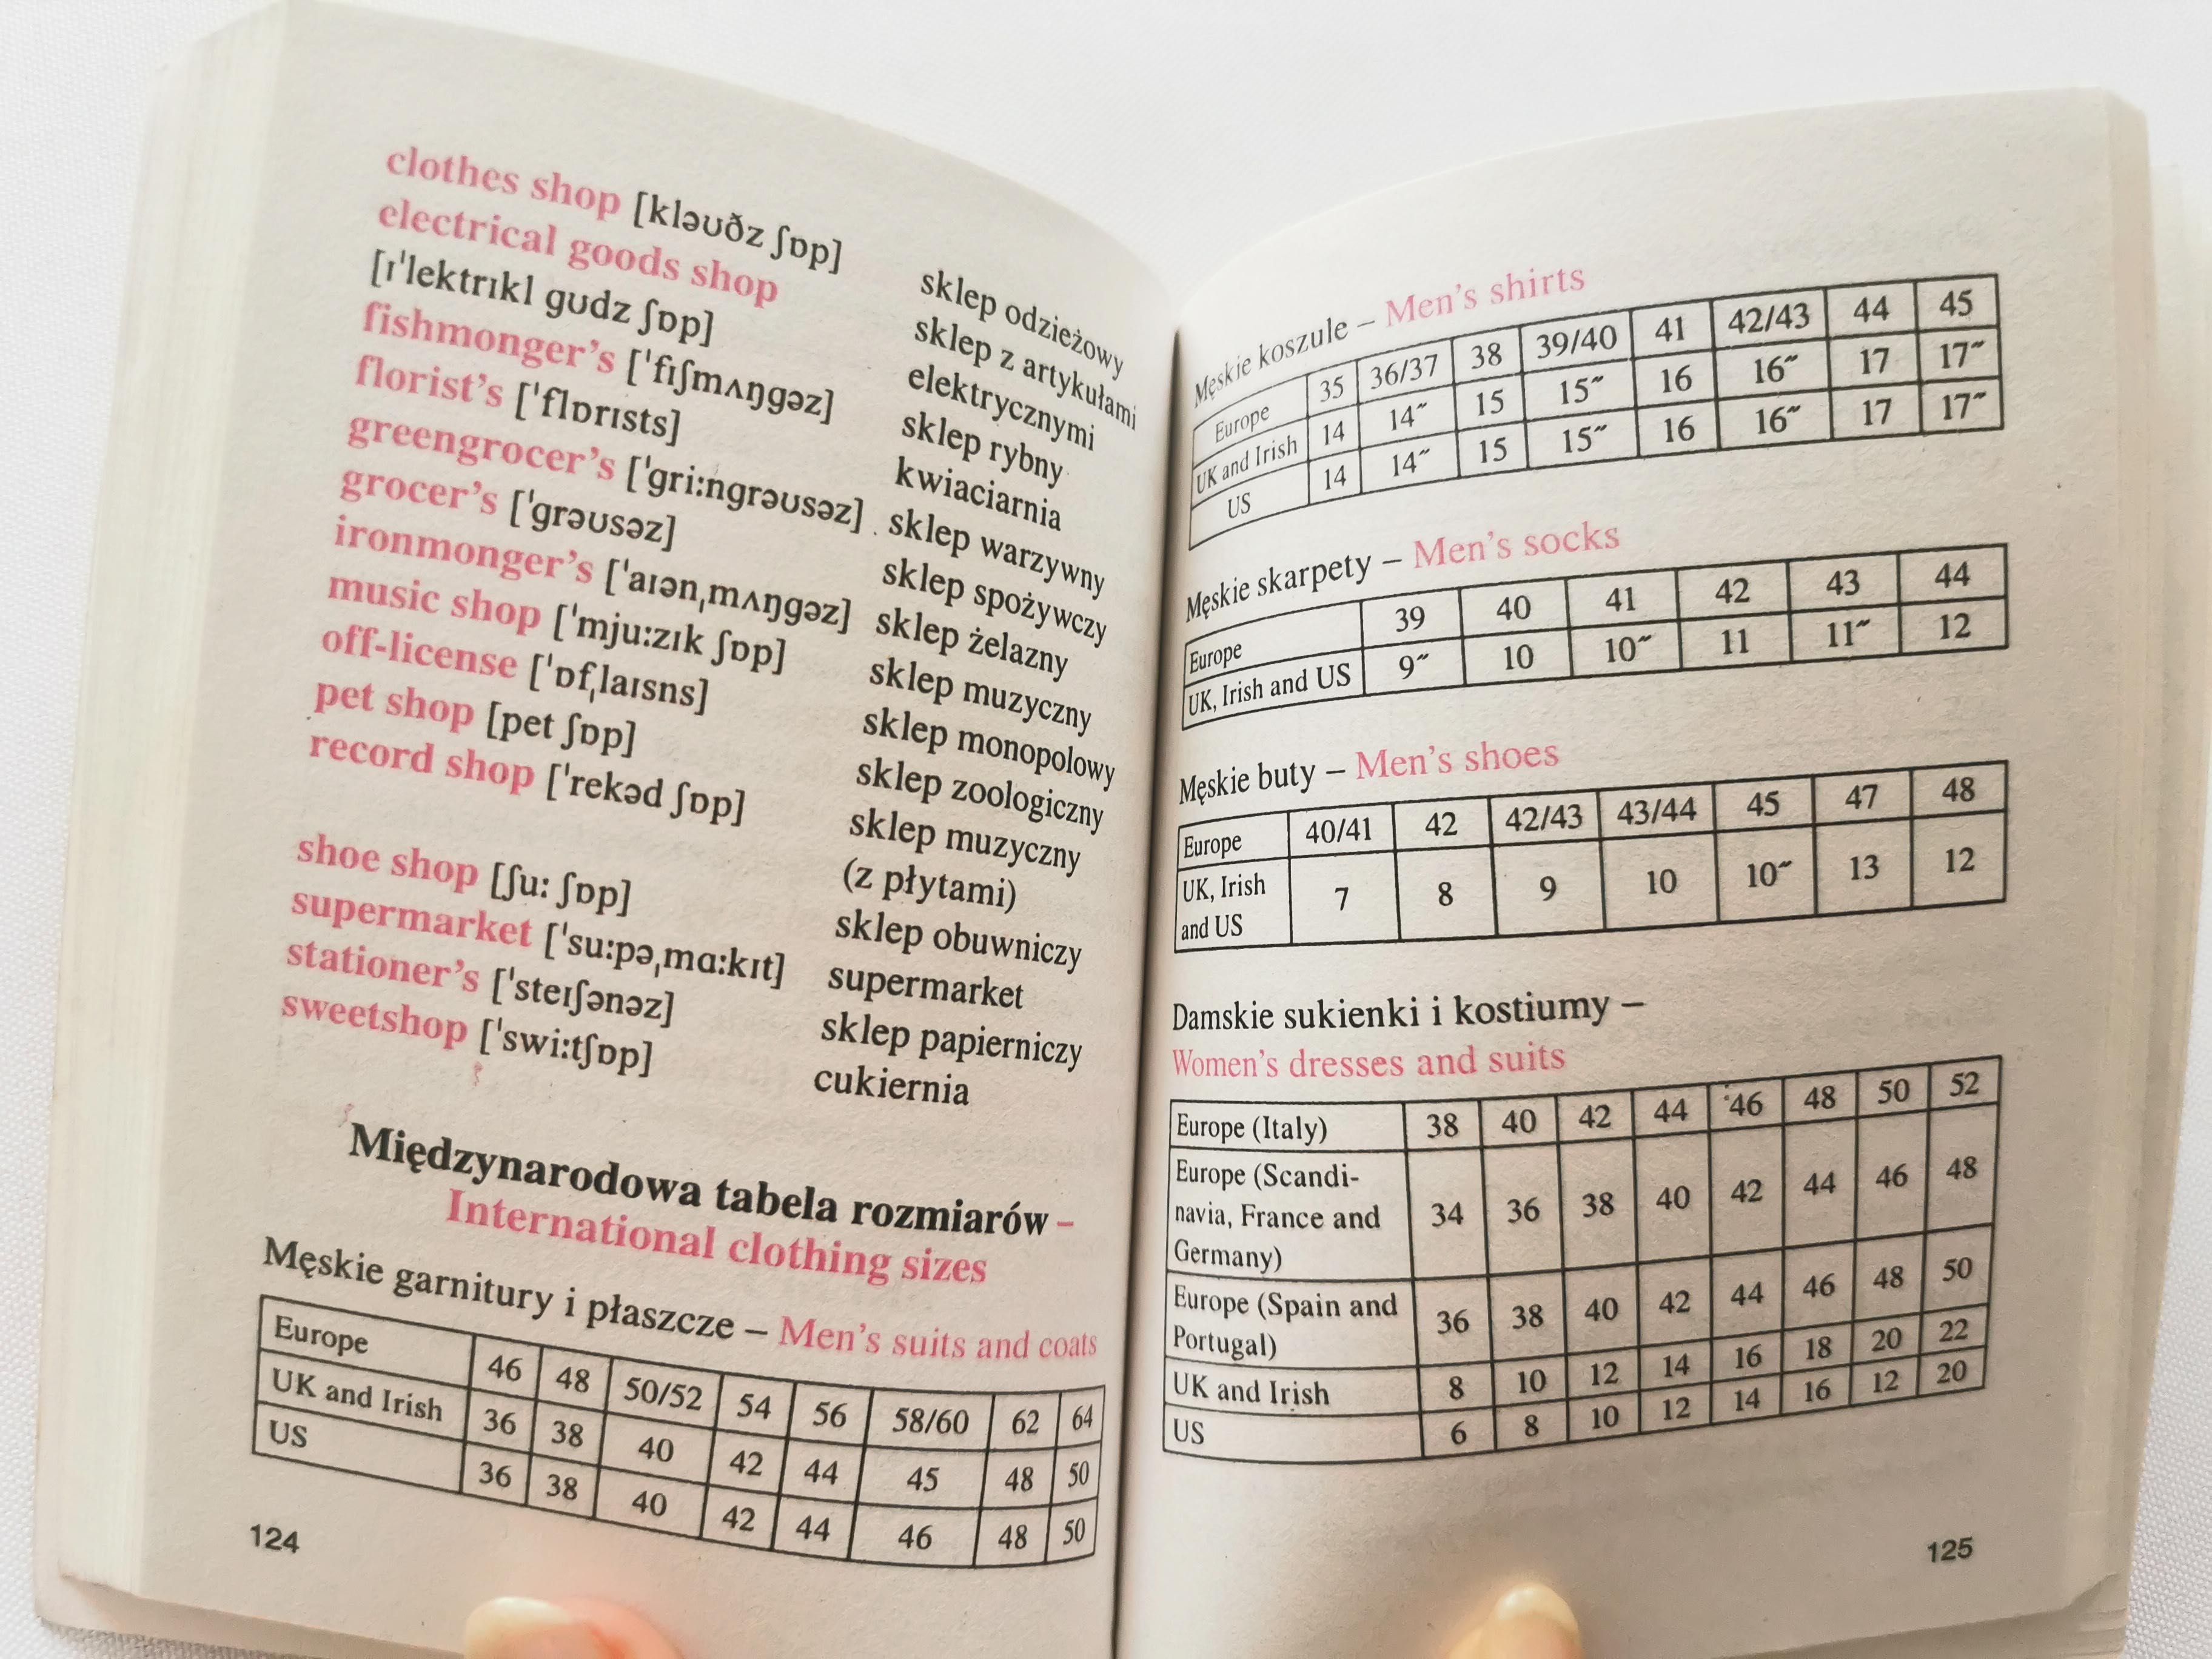 clothes shop [kləʊðz ʃɒp] sklep odzieżowy
electrical goods shop sklep z artykułami
[ɪˈlektrɪkl gʊdz ʃɒp] elektrycznymi
fishmonger’s [ˈfɪʃmʌŋgəz] sklep rybny
florist’s [ˈflɒrɪsts] kwiaciarnia
greengrocer’s [ˈgri:ngrəʊsəz] sklep warzywny
grocer’s [ˈgrəʊsəz] sklep spożywczy
ironmonger’s [ˈaɪənˌmʌŋgəz] sklep żelazny
music shop [ˈmju:zɪk ʃɒp] sklep muzyczny
off-license [ˈɒfˌlaɪsns] sklep monopolowy
pet shop [pet ʃɒp] sklep zoologiczny
record shop [ˈrekəd ʃɒp] sklep muzyczny
(z płytami)
shoe shop [ʃu: ʃɒp] sklep obuwniczy
supermarket [ˈsu:pəˌmɑ:kɪt] supermarket
stationer’s [ˈsteɪʃənəz] sklep papierniczy
sweetshop [ˈswi:tʃɒp] cukiernia
Międzynarodowa tabela rozmiarów –
International clothing sizes
Męskie garnitury i płaszcze – Men’s suits and coats
Europe 46 48 50/52 54 56 58/60 62 64
UK and Irish 36 38 40 42 44 45 48 50
US 36 38 40 42 44 46 48 50
124
Męskie koszule – Men’s shirts
Europe 35 36/37 38 39/40 41 42/43 44 45
UK and Irish 14 14˝ 15 15˝ 16 16˝ 17 17˝
US 14 14˝ 15 15˝ 16 16˝ 17 17˝
Męskie skarpety – Men’s socks
Europe 39 40 41 42 43 44
UK, Irish and US 9˝ 10 10˝ 11 11˝ 12
Męskie buty – Men’s shoes
Europe 40/41 42 42/43 43/44 45 47 48
UK, Irish
and US 7 8 9 10 10˝ 13 12
Damskie sukienki i kostiumy –
Women’s dresses and suits
Europe (Italy) 38 40 42 44 46 48 50 52
Europe (Scandi-
navia, France and 34 36 38 40 42 44 46 48
Germany)
Europe (Spain and
Portugal) 36 38 40 42 44 46 48 50
UK and Irish 8 10 12 14 16 18 20 22
US 6 8 10 12 14 16 12 20
125